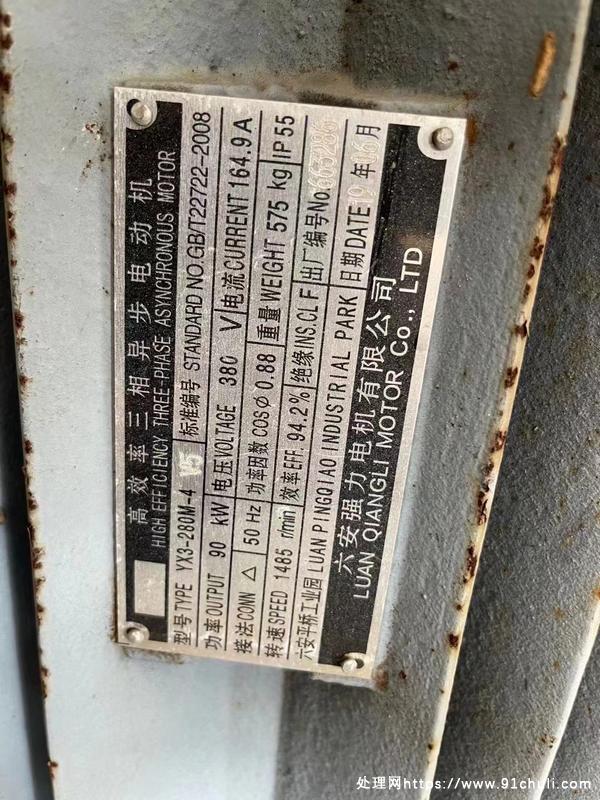 高效率三相异步电动机
HIGH EFFICIENCY THREE-PHASE ASYNCHRONOUS MOTOR
型号TYPE YX3-280M-4 V5 标准编号 STANDARD NO.GB/T22722-2008
功率OUTPUT 90 kW 电压VOLTAGE 380 V 电流CURRENT 164.9 A
接法CONN △ 50 Hz 功率因数COSΦ 0.88 重量WEIGHT 575 kg IP 55
转速SPEED 1485 r/min 效率EFF. 94.2% 绝缘INS.CL F 出厂编号No.
六安平桥工业园 LUAN PINGQIAO INDUSTRIAL PARK 日期DATE 19 年 06 月
六安强力电机有限公司
LUAN QIANGLI MOTOR Co., LTD
处理网https://www.91chuli.com